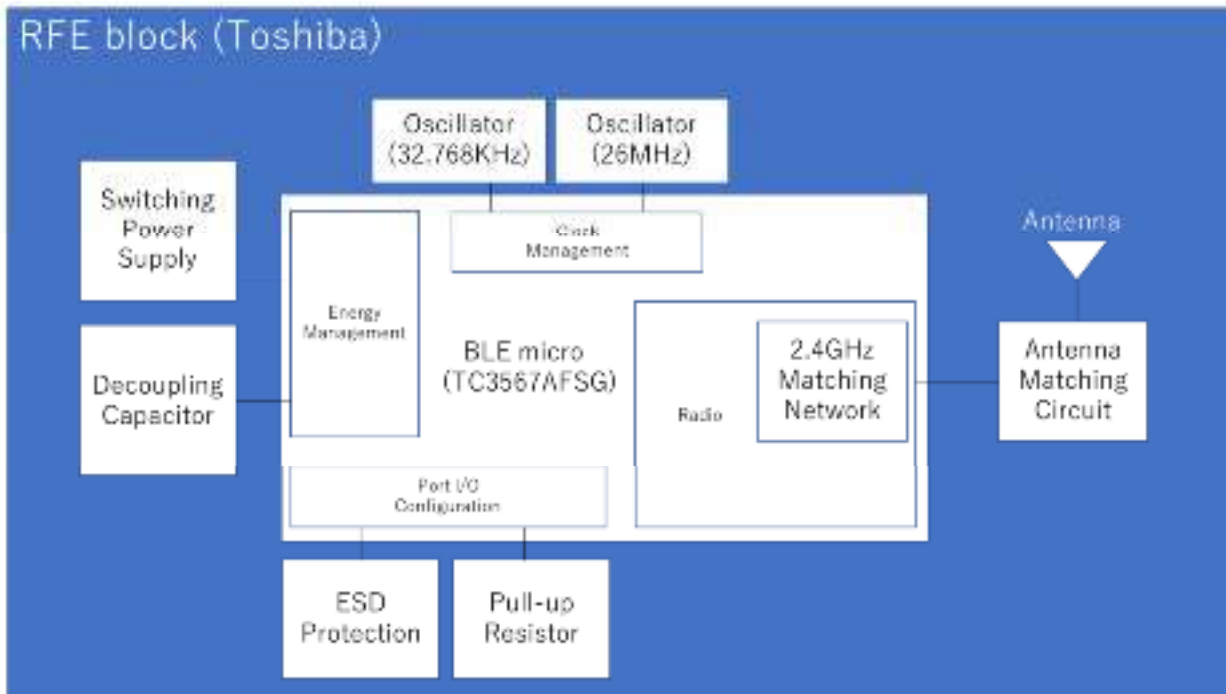 RFE block (Toshiba)
Oscillator
(32.768KHz)
Oscillator
(26MHz)
Switching
Power
Supply
Clock
Management
Antenna
Energy
Management
BLE micro
(TC3567AFSG)
2.4GHz
Matching
Network
Radio
Antenna
Matching
Circuit
Decoupling
Capacitor
Port I/O
Configuration
ESD
Protection
Pull-up
Resistor